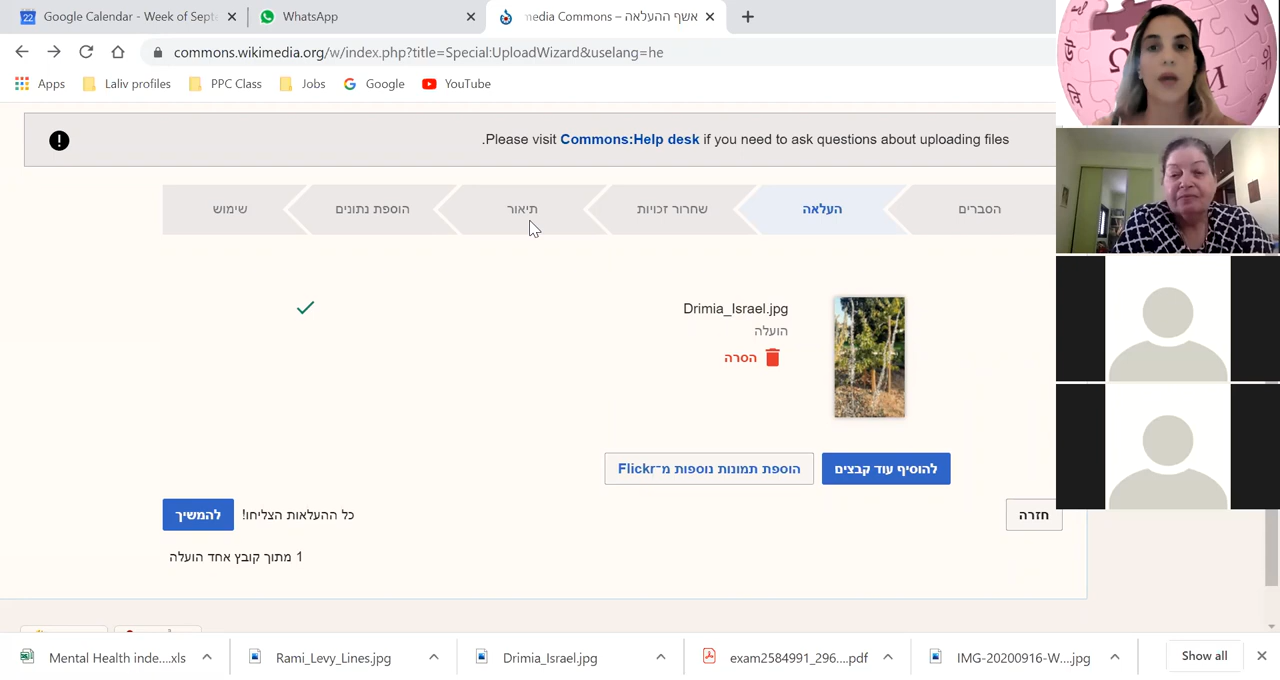 Google Calendar - Week of Sept
WhatsApp
אשף ההעלאה – media Commons
commons.wikimedia.org/w/index.php?title=Special:UploadWizard&uselang=he
Apps
Laliv profiles
PPC Class
Jobs
Google
YouTube
.Please visit Commons:Help desk if you need to ask questions about uploading files
הסברים
העלאה
שחרור זכויות
תיאור
הוספת נתונים
שימוש
Drimia_Israel.jpg
הועלה
הסרה
להוסיף עוד קבצים
הוספת תמונות נוספות מ־Flickr
חזרה
כל ההעלאות הצליחו!
להמשיך
1 מתוך קובץ אחד הועלה
Mental Health inde....xls
Rami_Levy_Lines.jpg
Drimia_Israel.jpg
exam2584991_296....pdf
IMG-20200916-W....jpg
Show all